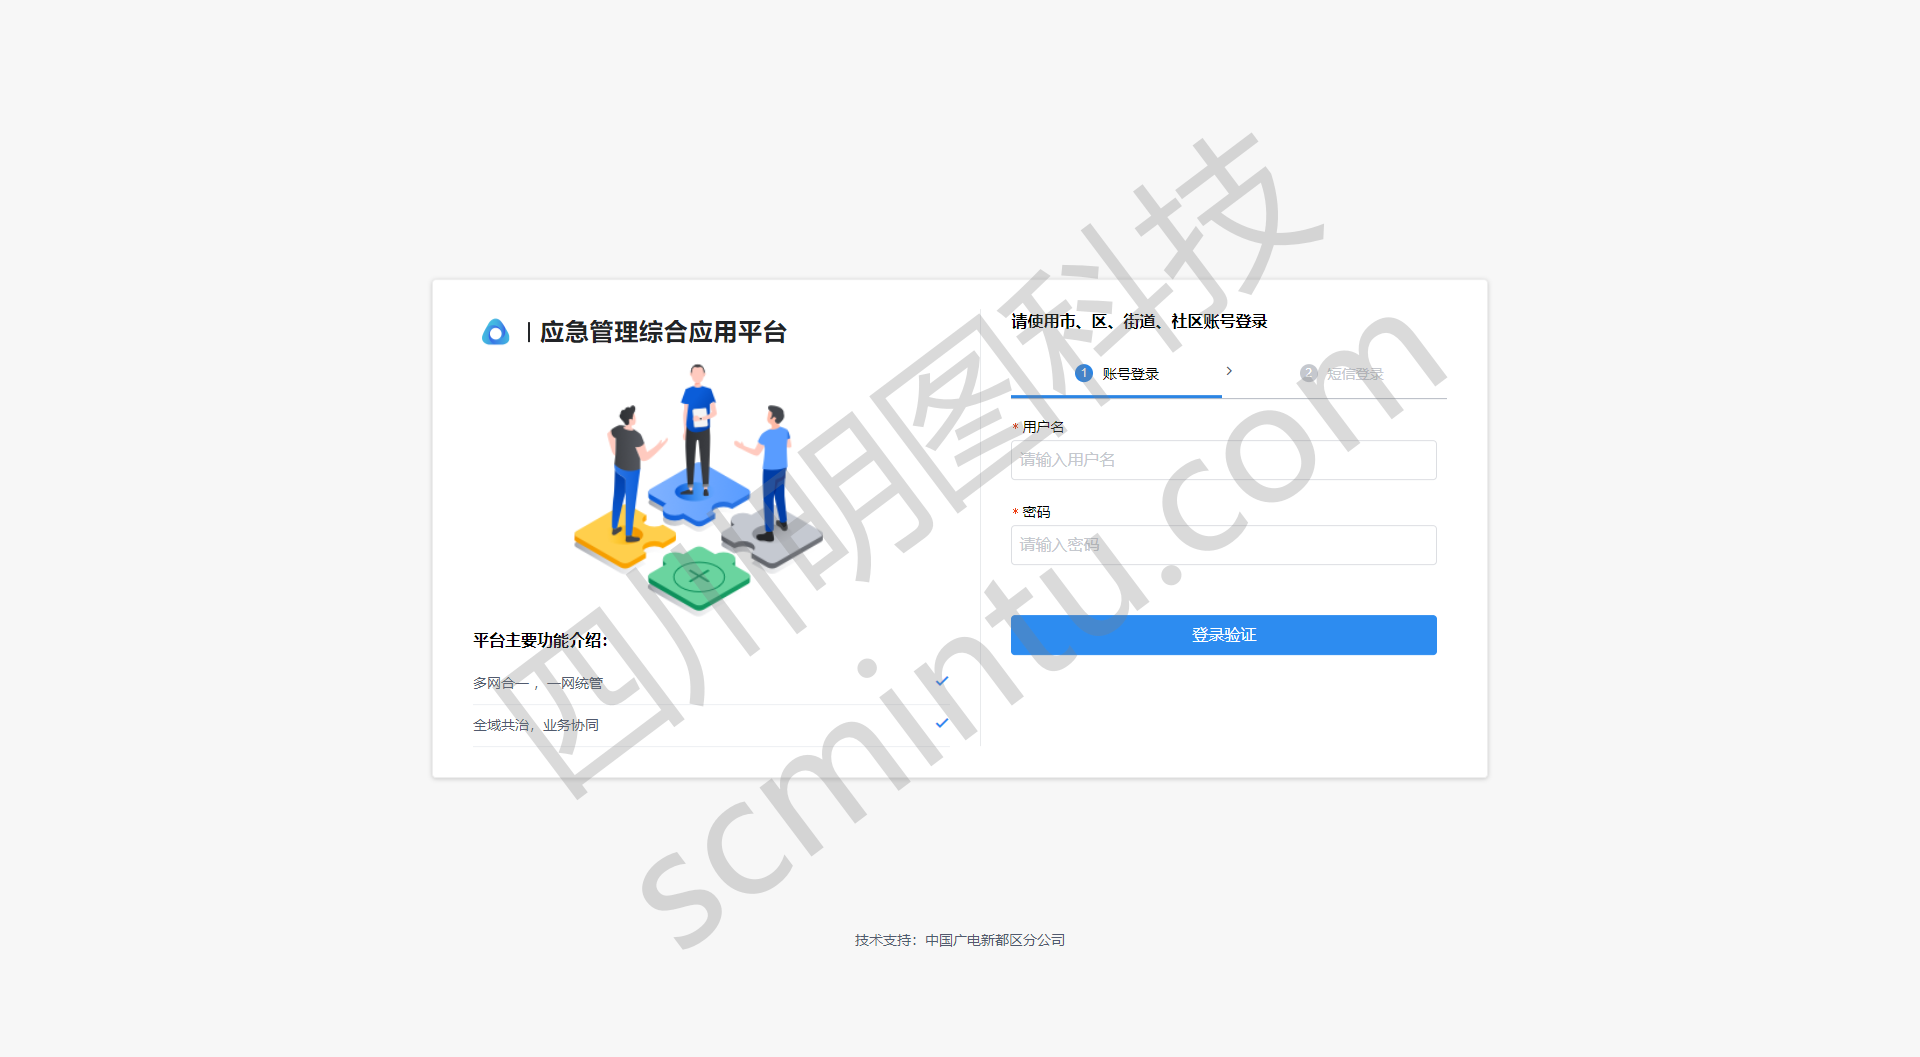 应急管理综合应用平台
平台主要功能介绍：
多网合一 ，一网统管
全域共治，业务协同
请使用市、区、街道、社区账号登录
1 账号登录
2 短信登录
* 用户名
请输入用户名
* 密码
请输入密码
登录验证
技术支持：中国广电新都区分公司
四川明图科技
scmintu.com